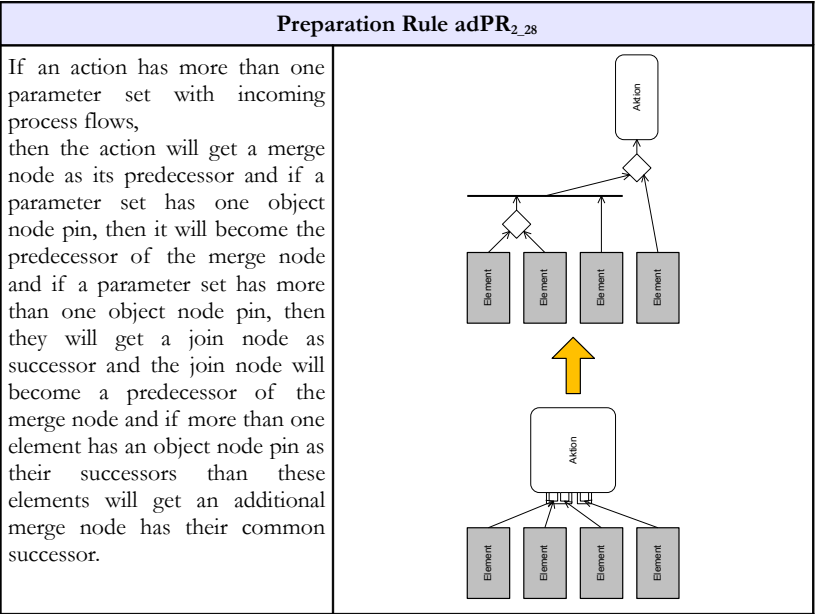 Preparation Rule adPR2_28
If an action has more than one
parameter set with incoming
process flows,
then the action will get a merge
node as its predecessor and if a
parameter set has one object
node pin, then it will become the
predecessor of the merge node
and if a parameter set has more
than one object node pin, then
they will get a join node as
successor and the join node will
become a predecessor of the
merge node and if more than one
element has an object node pin as
their successors than these
elements will get an additional
merge node has their common
successor.
Aktion
Element
Element
Element
Element
Aktion
Element
Element
Element
Element